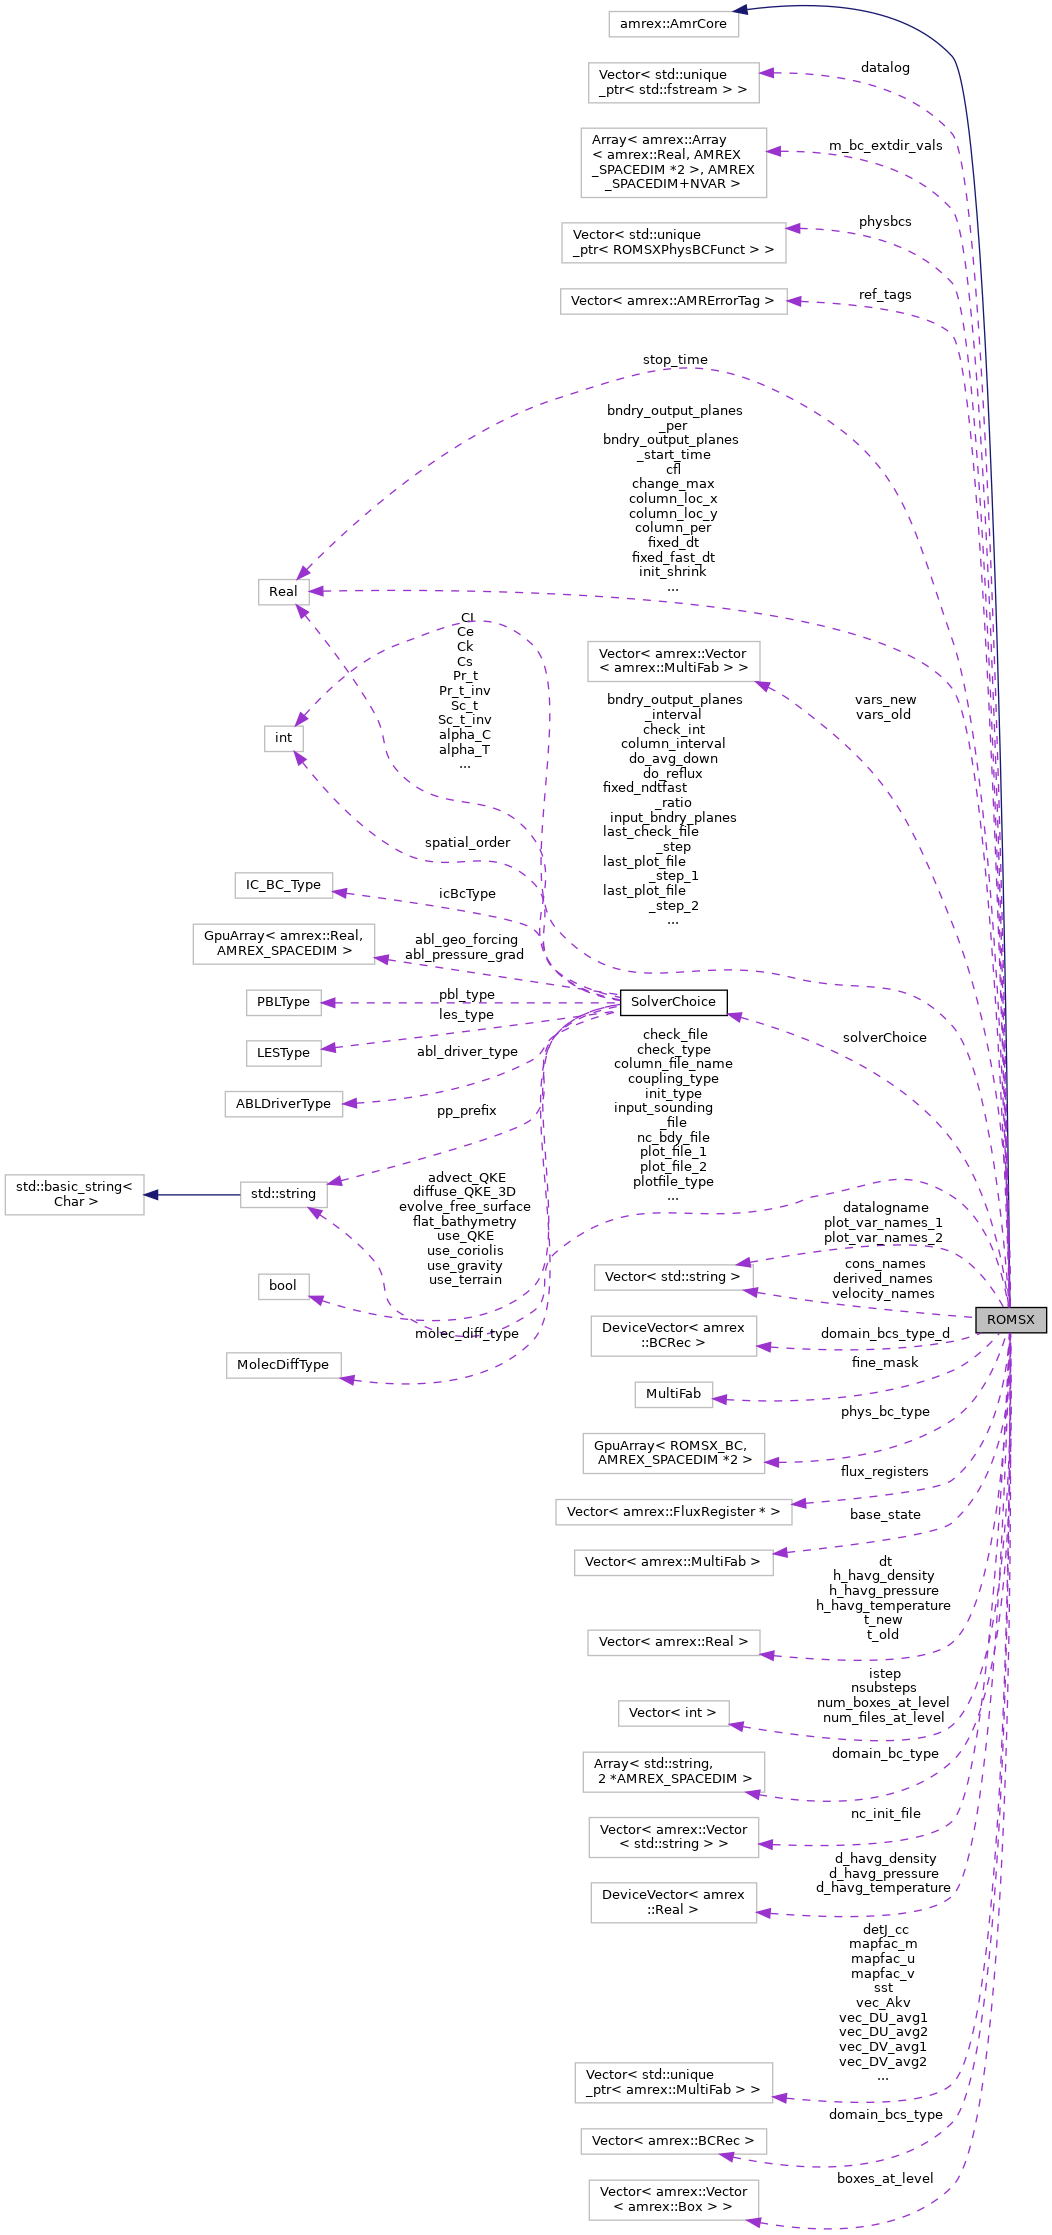 amrex::AmrCore
datalog
Vector< std::unique
_ptr< std::fstream > >
m_bc_extdir_vals
Array< amrex::Array
< amrex::Real, AMREX
_SPACEDIM *2 >, AMREX
_SPACEDIM+NVAR >
physbcs
Vector< std::unique
_ptr< ROMSXPhysBCFunct > >
ref_tags
Vector< amrex::AMRErrorTag >
stop_time
bndry_output_planes
_per
bndry_output_planes
_start_time
cfl
change_max
column_loc_x
column_loc_y
column_per
fixed_dt
fixed_fast_dt
init_shrink
...
Real
CI
Ce
Ck
Cs
Pr_t
Pr_t_inv
Sc_t
Sc_t_inv
alpha_C
alpha_T
...
int
Vector< amrex::Vector
< amrex::MultiFab > >
vars_new
vars_old
bndry_output_planes
_interval
check_int
column_interval
do_avg_down
do_reflux
fixed_ndtfast
_ratio
input_bndry_planes
last_check_file
_step
last_plot_file
_step_1
last_plot_file
_step_2
...
spatial_order
IC_BC_Type
icBcType
GpuArray< amrex::Real,
AMREX_SPACEDIM >
abl_geo_forcing
abl_pressure_grad
PBLType
pbl_type
les_type
SolverChoice
solverChoice
LESType
abl_driver_type
ABLDriverType
pp_prefix
check_file
check_type
column_file_name
coupling_type
init_type
input_sounding
_file
nc_bdy_file
plot_file_1
plot_file_2
plotfile_type
...
std::basic_string<
Char >
std::string
advect_QKE
diffuse_QKE_3D
evolve_free_surface
flat_bathymetry
use_QKE
use_coriolis
use_gravity
use_terrain
bool
molec_diff_type
MolecDiffType
datalogname
plot_var_names_1
plot_var_names_2
Vector< std::string >
cons_names
derived_names
velocity_names
ROMSX
DeviceVector< amrex
::BCRec >
domain_bcs_type_d
fine_mask
MultiFab
phys_bc_type
GpuArray< ROMSX_BC,
AMREX_SPACEDIM *2 >
flux_registers
Vector< amrex::FluxRegister * >
base_state
Vector< amrex::MultiFab >
dt
h_havg_density
h_havg_pressure
h_havg_temperature
t_new
t_old
Vector< amrex::Real >
istep
nsubsteps
num_boxes_at_level
num_files_at_level
Vector< int >
domain_bc_type
Array< std::string,
2 *AMREX_SPACEDIM >
nc_init_file
Vector< amrex::Vector
< std::string > >
d_havg_density
d_havg_pressure
d_havg_temperature
DeviceVector< amrex
::Real >
detJ_cc
mapfac_m
mapfac_u
mapfac_v
sst
vec_Akv
vec_DU_avg1
vec_DU_avg2
vec_DV_avg1
vec_DV_avg2
...
Vector< std::unique
_ptr< amrex::MultiFab > >
domain_bcs_type
Vector< amrex::BCRec >
boxes_at_level
Vector< amrex::Vector
< amrex::Box > >